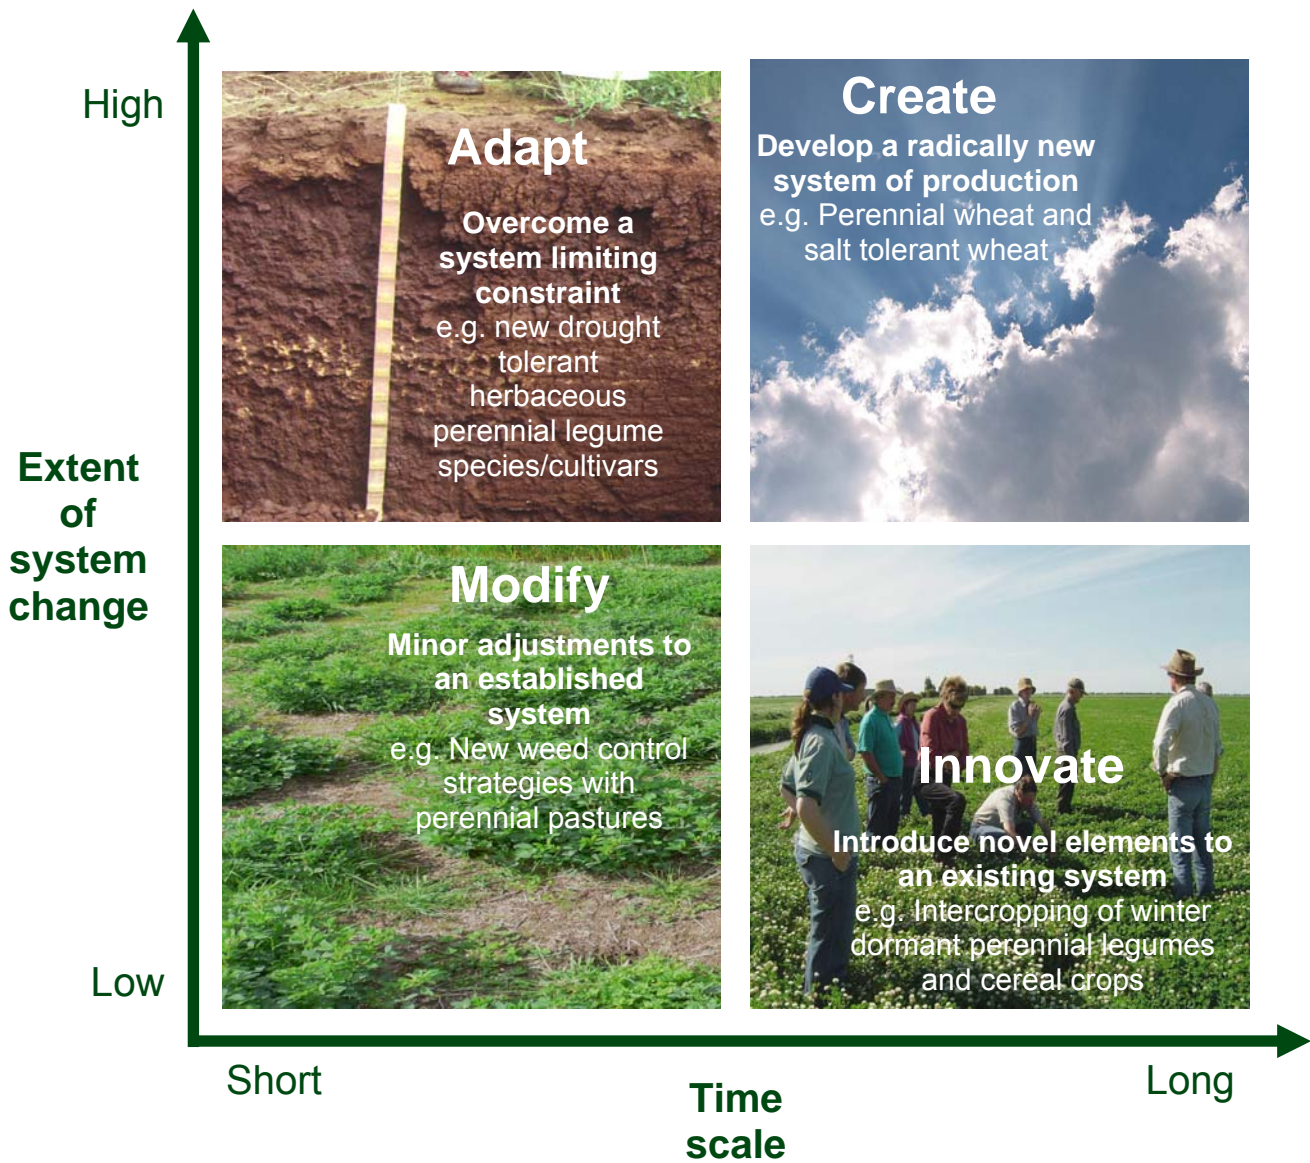 High
Adapt
Overcome a
system limiting
constraint
e.g. new drought
tolerant
herbaceous
perennial legume
species/cultivars
Create
Develop a radically new
system of production
e.g. Perennial wheat and
salt tolerant wheat
Extent
of
system
change
Modify
Minor adjustments to
an established
system
e.g. New weed control
strategies with
perennial pastures
Innovate
Introduce novel elements to
an existing system
e.g. Intercropping of winter
dormant perennial legumes
and cereal crops
Low
Short
Time
scale
Long